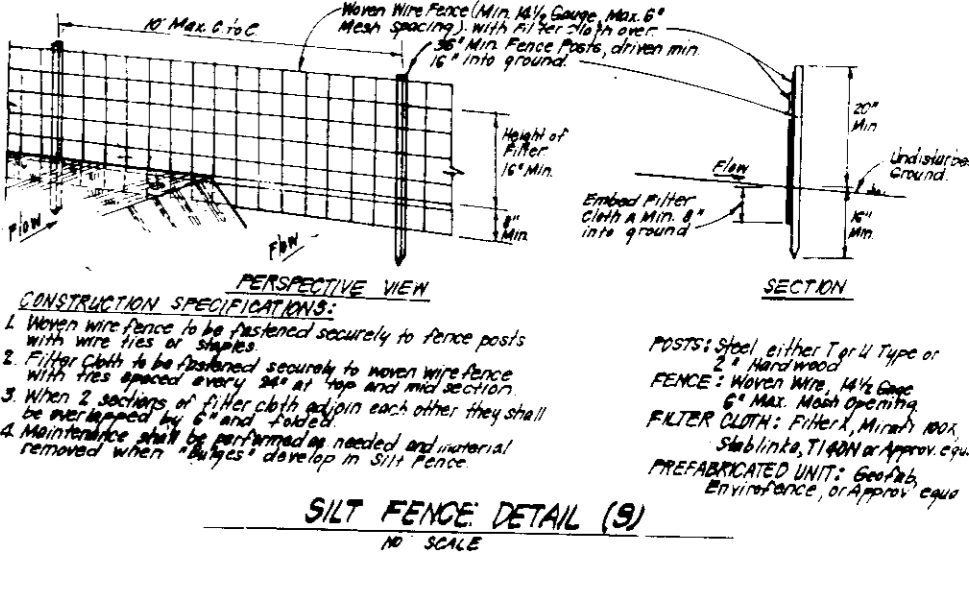 Woven Wire Fence (Min. 14½ Gauge, Max. 6"
Mesh spacing) with Filter cloth over
36" Min. Fence Posts, driven min.
16" into ground.
10' Max. C. to C.
Height of
Filter
16" Min.
8"
Min.
Flow
Flow
PERSPECTIVE VIEW
Flow
Embed Filter
Cloth A Min. 8"
into ground
20"
Min
Undisturbe
Ground.
16"
Min.
SECTION
CONSTRUCTION SPECIFICATIONS:
1. Woven wire fence to be fastened securely to fence posts
with wire ties or staples.
2. Filter Cloth to be fastened securely to woven wire fence
with ties spaced every 24" at top and mid section.
3. When 2 sections of filter cloth adjoin each other they shall
be overlapped by 6" and folded.
4. Maintenance shall be performed as needed and material
removed when "Bulges" develop in Silt Fence.
POSTS: Steel either T or U Type or
2" Hardwood
FENCE: Woven Wire, 14½ Gage
6" Max. Mesh Opening
FILTER CLOTH: Filter X, Mirafi 100X,
Stablinka, T140N or Approv. equ
PREFABRICATED UNIT: Geofab,
Envirofence, or Approv' equa
SILT FENCE DETAIL (S)
NO SCALE